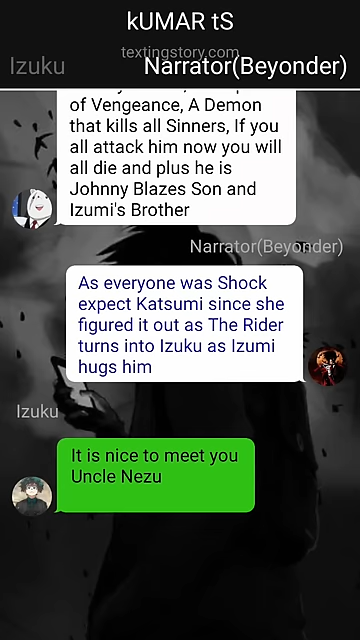 kUMAR tS
textingstory.com
Izuku
Narrator(Beyonder)
of Vengeance, A Demon
that kills all Sinners, If you
all attack him now you will
all die and plus he is
Johnny Blazes Son and
Izumi's Brother
Narrator(Beyonder)
As everyone was Shock
expect Katsumi since she
figured it out as The Rider
turns into Izuku as Izumi
hugs him
Izuku
It is nice to meet you
Uncle Nezu